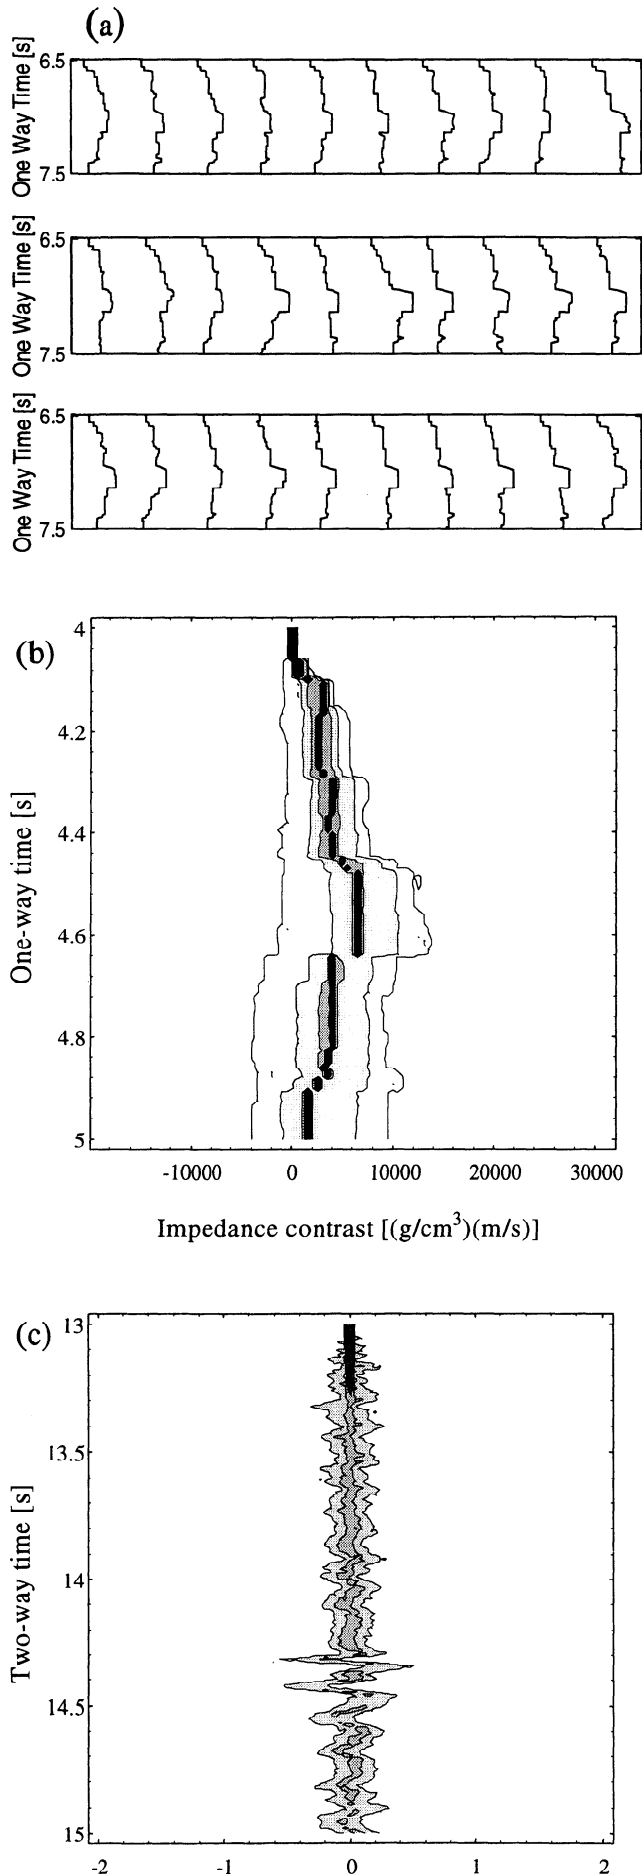 (a)
One Way Time [s]
6.5
7.5
One Way Time [s]
6.5
7.5
One Way Time [s]
6.5
7.5
(b)
One-way time [s]
4
4.2
4.4
4.6
4.8
5
-10000 0 10000 20000 30000
Impedance contrast [(g/cm³)(m/s)]
(c)
Two-way time [s]
13
13.5
14
14.5
15
-2 -1 0 1 2